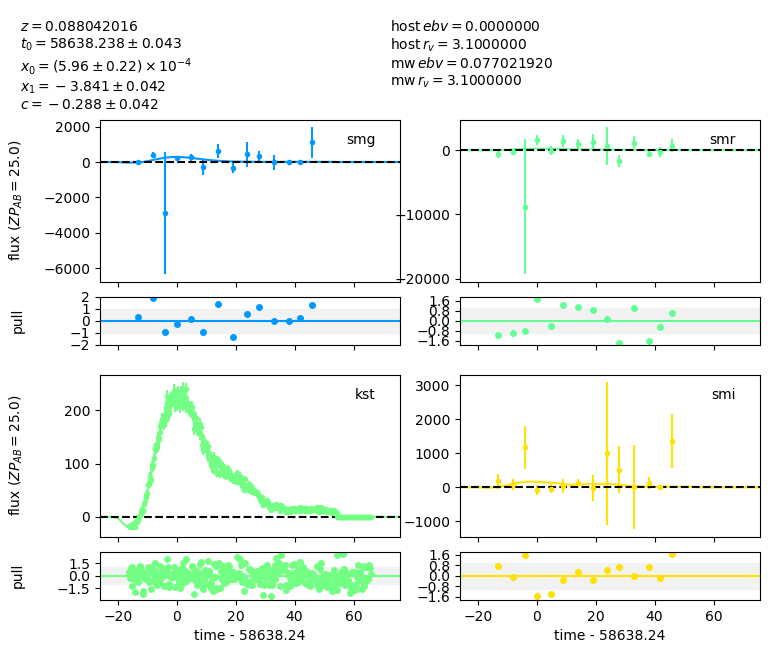 z = 0.088042016
t₀ = 58638.238 ± 0.043
x₀ = (5.96 ± 0.22) × 10⁻⁴
x₁ = −3.841 ± 0.042
c = −0.288 ± 0.042
host ebv = 0.0000000
host r_v = 3.1000000
mw ebv = 0.077021920
mw r_v = 3.1000000
flux (ZP_AB = 25.0)
2000
0
−2000
−4000
−6000
smg
0
−10000
−20000
smr
pull
2
1
0
−1
−2
1.6
0.8
0.0
−0.8
−1.6
flux (ZP_AB = 25.0)
200
100
0
kst
3000
2000
1000
0
−1000
smi
pull
1.5
0.0
−1.5
1.6
0.8
0.0
−0.8
−1.6
−20 0 20 40 60
−20 0 20 40 60
time - 58638.24
time - 58638.24